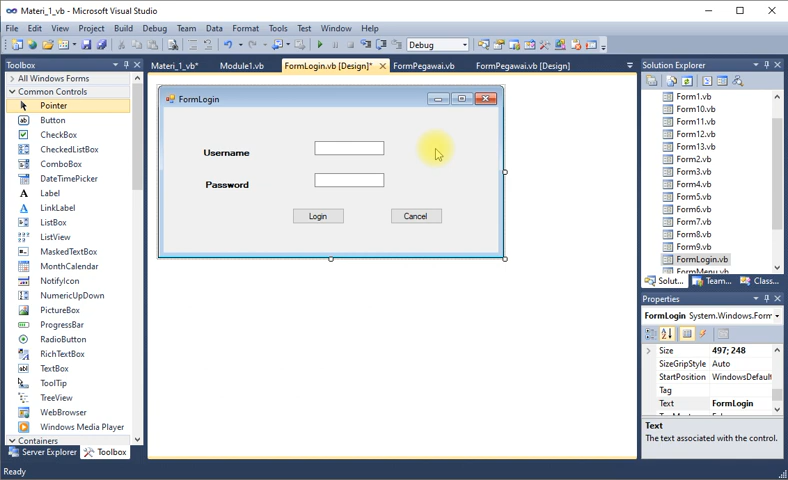 Materi_1_vb - Microsoft Visual Studio
File Edit View Project Build Debug Team Data Format Tools Test Window Help
Debug
Toolbox
All Windows Forms
Common Controls
Pointer
Button
CheckBox
CheckedListBox
ComboBox
DateTimePicker
Label
LinkLabel
ListBox
ListView
MaskedTextBox
MonthCalendar
NotifyIcon
NumericUpDown
PictureBox
ProgressBar
RadioButton
RichTextBox
TextBox
ToolTip
TreeView
WebBrowser
Windows Media Player
Containers
Server Explorer Toolbox
Materi_1_vb* Module1.vb FormLogin.vb [Design]* FormPegawai.vb FormPegawai.vb [Design]
FormLogin
Username
Password
Login Cancel
Solution Explorer
Form1.vb
Form10.vb
Form11.vb
Form12.vb
Form13.vb
Form2.vb
Form3.vb
Form4.vb
Form5.vb
Form6.vb
Form7.vb
Form8.vb
Form9.vb
FormLogin.vb
FormMenu.vb
Solut... Team... Class...
Properties
FormLogin System.Windows.Form
Size 497; 248
SizeGripStyle Auto
StartPosition WindowsDefault
Tag
Text FormLogin
Text
The text associated with the control.
Ready